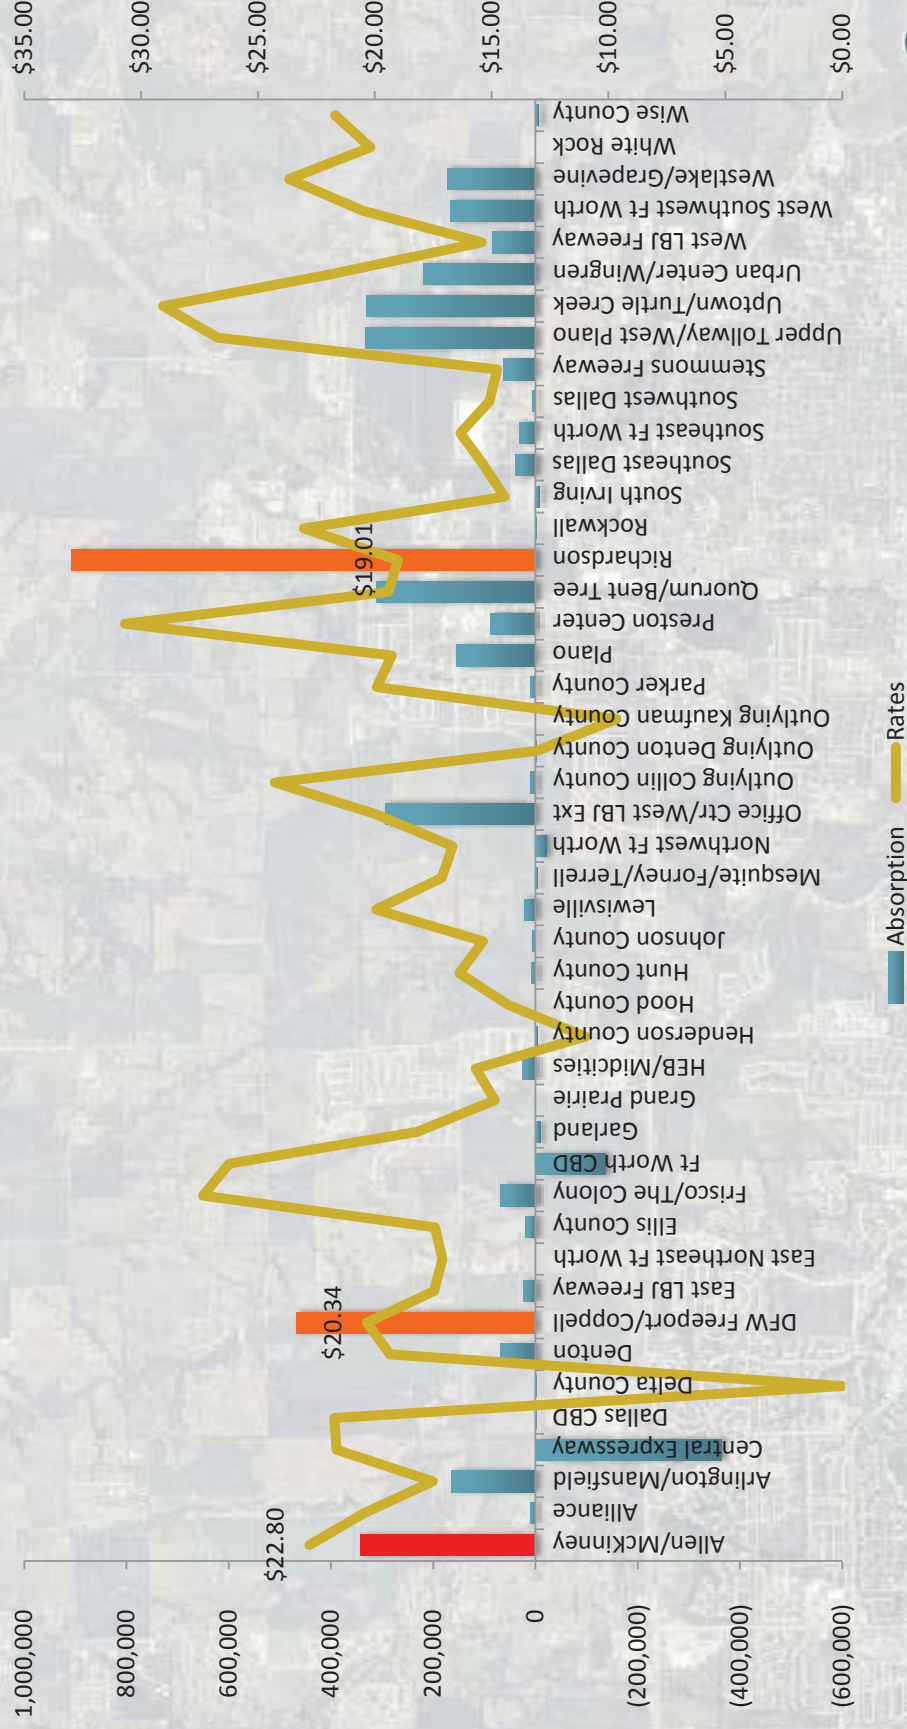 1,000,000
800,000
600,000
400,000
200,000
0
(200,000)
(400,000)
(600,000)
$35.00
$30.00
$25.00
$20.00
$15.00
$10.00
$5.00
$0.00
$22.80
$20.34
$19.01
Allen/McKinney
Alliance
Arlington/Mansfield
Central Expressway
Dallas CBD
Delta County
Denton
DFW Freeport/Coppell
East LBJ Freeway
East Northeast Ft Worth
Ellis County
Frisco/The Colony
Ft Worth CBD
Garland
Grand Prairie
HEB/Midcities
Henderson County
Hood County
Hunt County
Johnson County
Lewisville
Mesquite/Forney/Terrell
Northwest Ft Worth
Office Ctr/West LBJ Ext
Outlying Collin County
Outlying Denton County
Outlying Kaufman County
Parker County
Plano
Preston Center
Quorum/Bent Tree
Richardson
Rockwall
South Irving
Southeast Dallas
Southeast Ft Worth
Southwest Dallas
Stemmons Freeway
Upper Tollway/West Plano
Uptown/Turtle Creek
Urban Center/Wingren
West LBJ Freeway
West Southwest Ft Worth
Westlake/Grapevine
White Rock
Wise County
Absorption
Rates